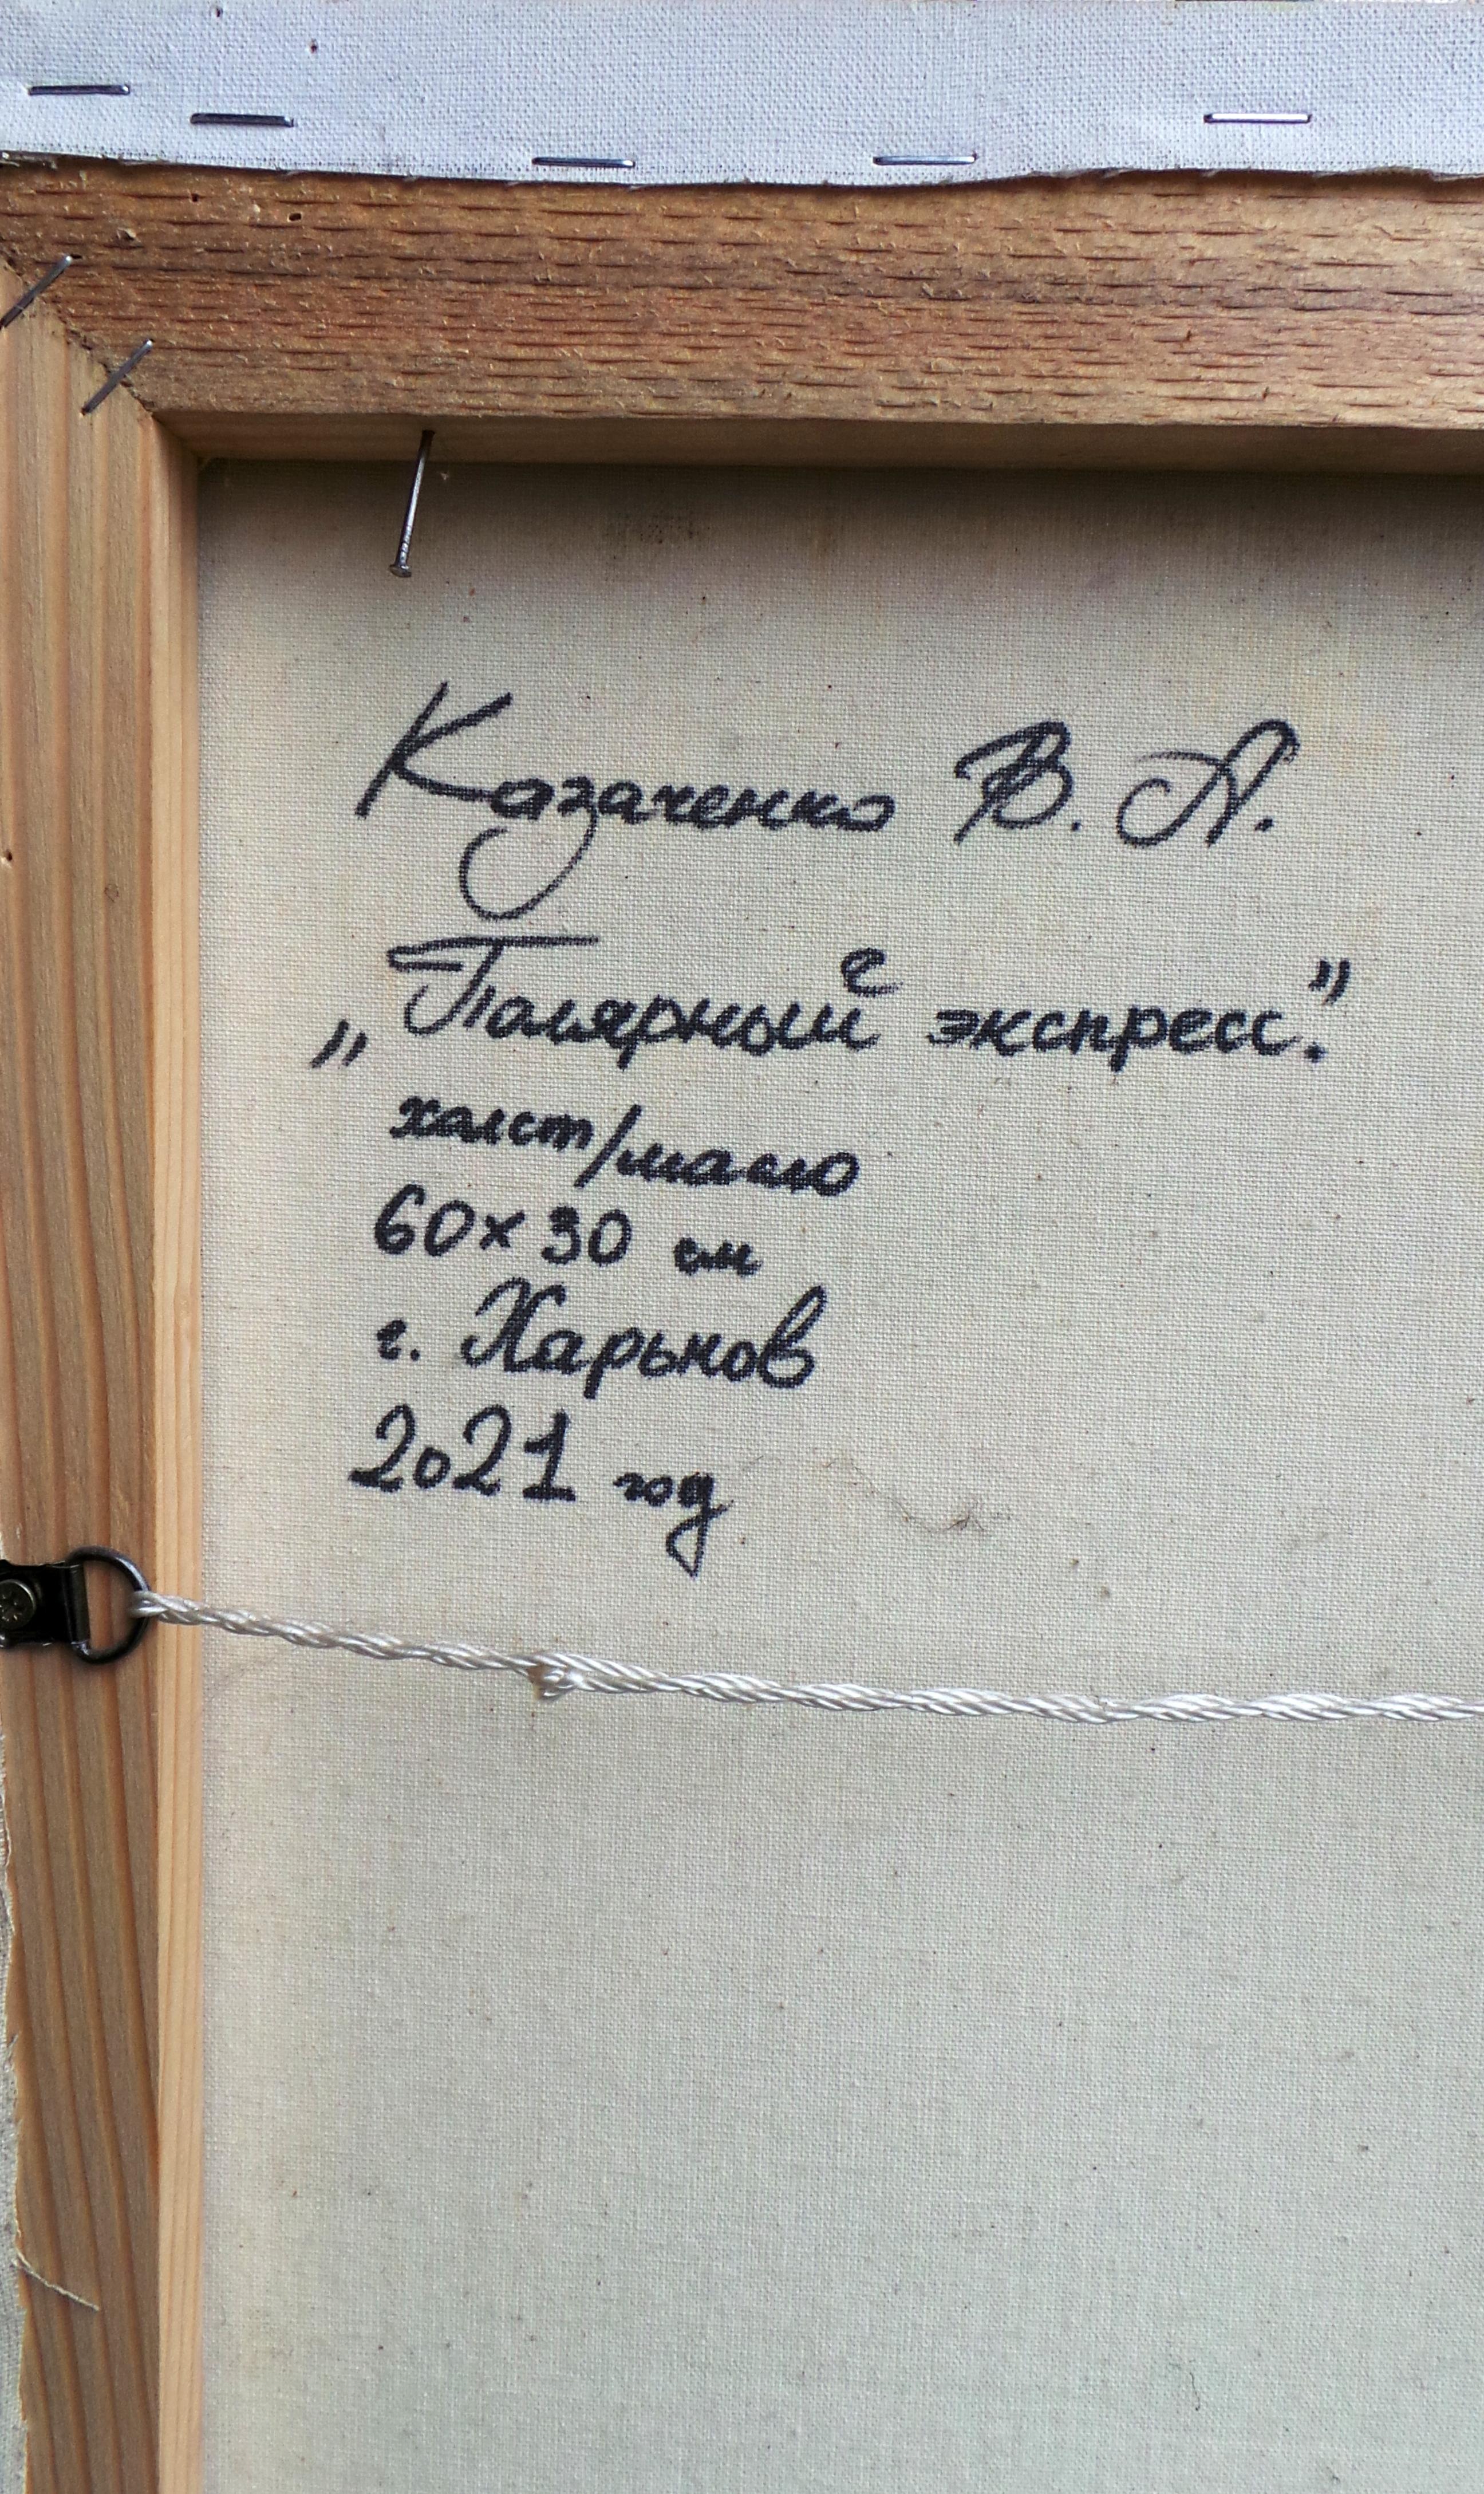 Казаченко В. А.
„Полярный экспресс."
холст/масло
60×30 см
г. Харьков
2021 год